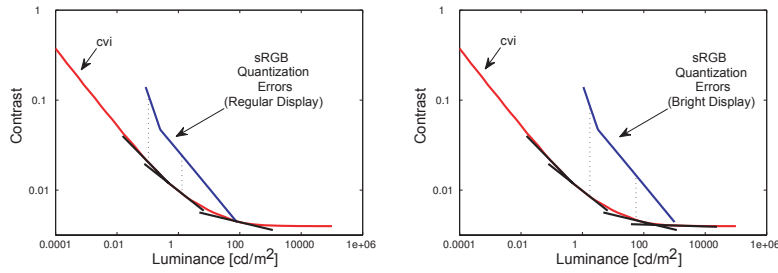 1
cvi
sRGB
Quantization
Errors
(Regular Display)
0.1
0.01
Contrast
0.0001 0.01 1 100 10000 1e+06
Luminance [cd/m²]
1
cvi
sRGB
Quantization
Errors
(Bright Display)
0.1
0.01
Contrast
0.0001 0.01 1 100 10000 1e+06
Luminance [cd/m²]